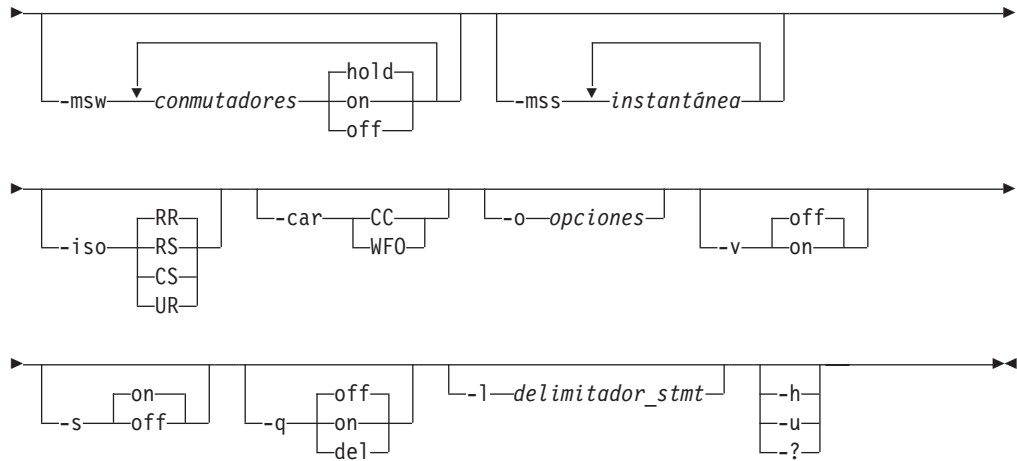 hold
-msw conmutadores on -mss instantánea
off
RR CC off
-iso RS -car WFO -o opciones -v on
CS
UR
on off -l delimitador_stmt -h
-s off -q on -u
del -?